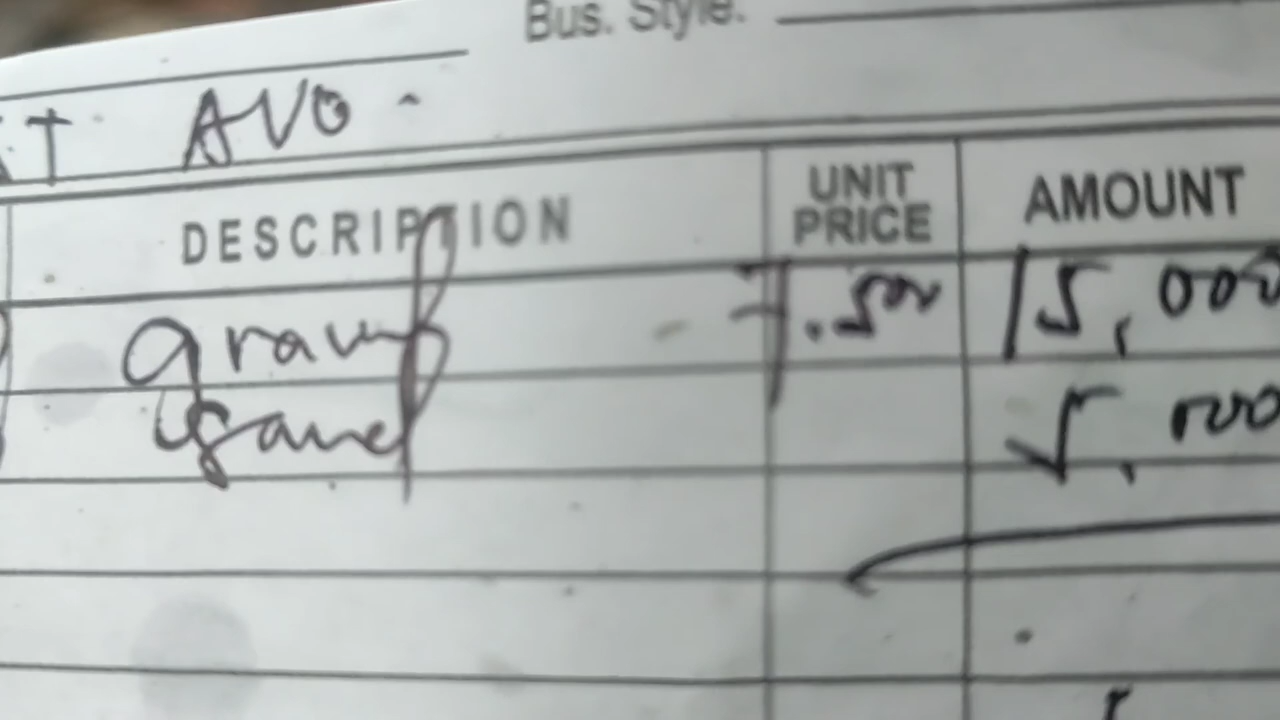 Bus. Style.
T AVO.
DESCRIPTION UNIT PRICE AMOUNT
gravel 7.500 15,000
sand 5,000